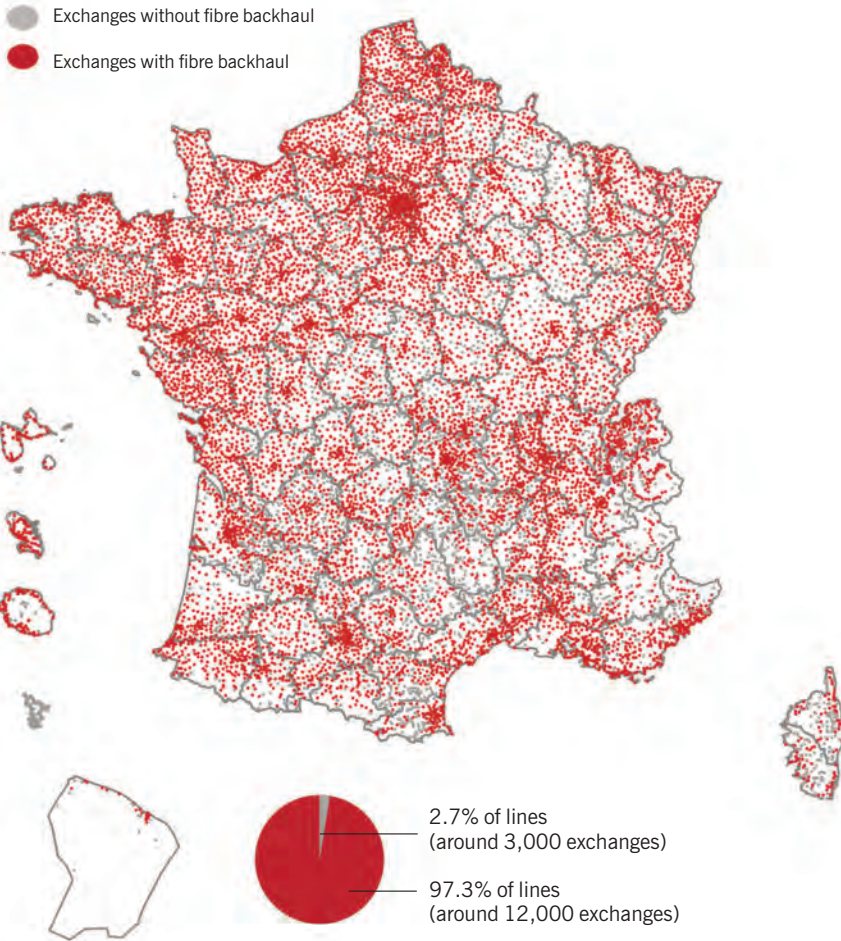 Exchanges without fibre backhaul
Exchanges with fibre backhaul
2.7% of lines
(around 3,000 exchanges)
97.3% of lines
(around 12,000 exchanges)